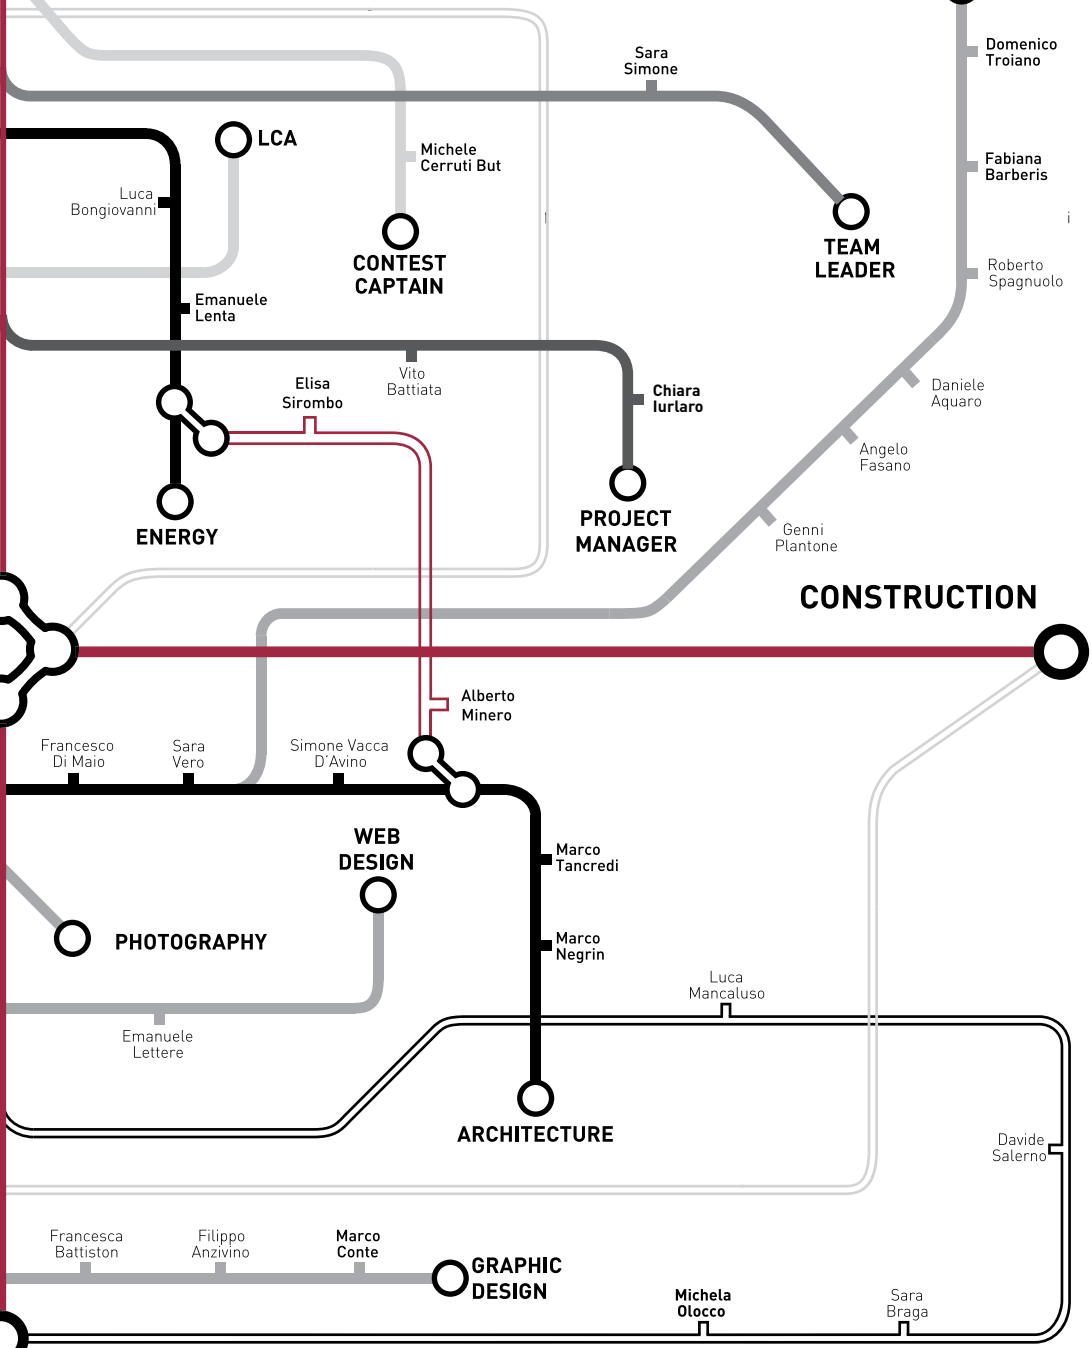 Sara
Simone
Domenico
Troiano
LCA
Michele
Cerruti But
Fabiana
Barberis
Luca
Bongiovanni
i
CONTEST
CAPTAIN
TEAM
LEADER
Roberto
Spagnuolo
Emanuele
Lenta
Vito
Battiata
Elisa
Sirombo
Chiara
Iurlaro
Daniele
Aquaro
Angelo
Fasano
ENERGY
PROJECT
MANAGER
Genni
Plantone
CONSTRUCTION
Alberto
Minero
Francesco
Di Maio
Sara
Vero
Simone Vacca
D'Avino
WEB
DESIGN
Marco
Tancredi
PHOTOGRAPHY
Marco
Negrin
Luca
Mancaluso
Emanuele
Lettere
ARCHITECTURE
Davide
Salerno
Francesca
Battiston
Filippo
Anzivino
Marco
Conte
GRAPHIC
DESIGN
Michela
Olocco
Sara
Braga